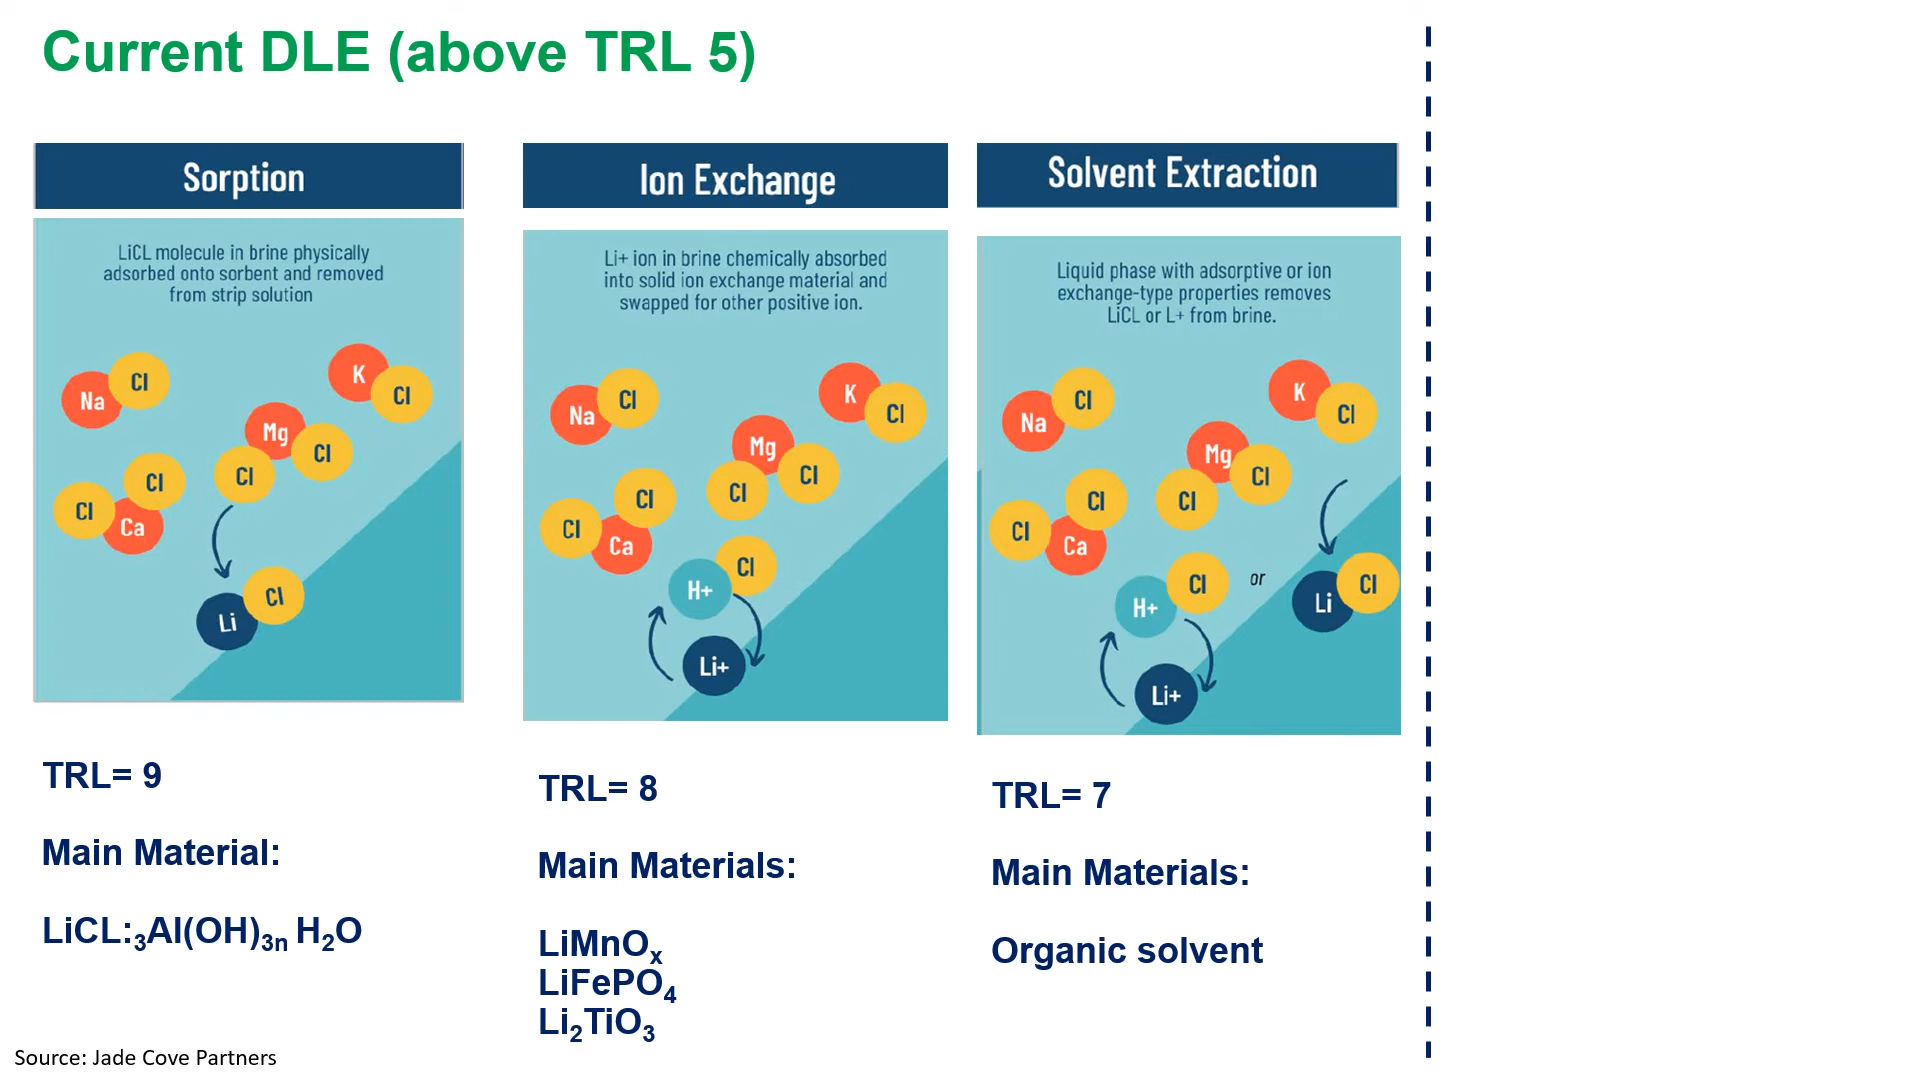 Current DLE (above TRL 5)
Sorption
LiCL molecule in brine physically
adsorbed onto sorbent and removed
from strip solution
Na
Cl
K
Cl
Mg
Cl
Cl
Cl
Cl
Ca
Cl
Li
TRL= 9
Main Material:
LiCL:₃Al(OH)₃ₙ H₂O
Ion Exchange
Li+ ion in brine chemically absorbed
into solid ion exchange material and
swapped for other positive ion.
Na
Cl
K
Cl
Mg
Cl
Cl
Cl
Cl
Ca
Cl
H+
Li+
TRL= 8
Main Materials:
LiMnOₓ
LiFePO₄
Li₂TiO₃
Solvent Extraction
Liquid phase with adsorptive or ion
exchange-type properties removes
LiCL or L+ from brine.
Na
Cl
K
Cl
Mg
Cl
Cl
Cl
Cl
Ca
Cl
H+
or
Li
Cl
Li+
TRL= 7
Main Materials:
Organic solvent
Source: Jade Cove Partners